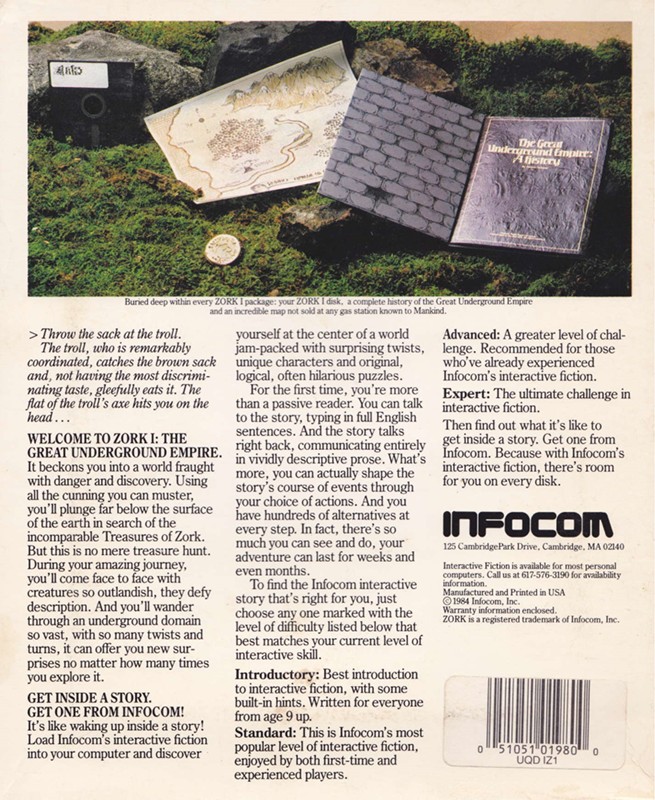 ZORK
The Great
Underground Empire:
A History
Buried deep within every ZORK I package: your ZORK I disk, a complete history of the Great Underground Empire
and an incredible map not sold at any gas station known to Mankind.
> Throw the sack at the troll.
The troll, who is remarkably
coordinated, catches the brown sack
and, not having the most discrimi-
nating taste, gleefully eats it. The
flat of the troll's axe hits you on the
head . . .
WELCOME TO ZORK I: THE
GREAT UNDERGROUND EMPIRE.
It beckons you into a world fraught
with danger and discovery. Using
all the cunning you can muster,
you'll plunge far below the surface
of the earth in search of the
incomparable Treasures of Zork.
But this is no mere treasure hunt.
During your amazing journey,
you'll come face to face with
creatures so outlandish, they defy
description. And you'll wander
through an underground domain
so vast, with so many twists and
turns, it can offer you new sur-
prises no matter how many times
you explore it.
GET INSIDE A STORY.
GET ONE FROM INFOCOM!
It's like waking up inside a story!
Load Infocom's interactive fiction
into your computer and discover
yourself at the center of a world
jam-packed with surprising twists,
unique characters and original,
logical, often hilarious puzzles.
For the first time, you're more
than a passive reader. You can talk
to the story, typing in full English
sentences. And the story talks
right back, communicating entirely
in vividly descriptive prose. What's
more, you can actually shape the
story's course of events through
your choice of actions. And you
have hundreds of alternatives at
every step. In fact, there's so
much you can see and do, your
adventure can last for weeks and
even months.
To find the Infocom interactive
story that's right for you, just
choose any one marked with the
level of difficulty listed below that
best matches your current level of
interactive skill.
Introductory: Best introduction
to interactive fiction, with some
built-in hints. Written for everyone
from age 9 up.
Standard: This is Infocom's most
popular level of interactive fiction,
enjoyed by both first-time and
experienced players.
Advanced: A greater level of chal-
lenge. Recommended for those
who've already experienced
Infocom's interactive fiction.
Expert: The ultimate challenge in
interactive fiction.
Then find out what it's like to
get inside a story. Get one from
Infocom. Because with Infocom's
interactive fiction, there's room
for you on every disk.
INFOCOM
125 CambridgePark Drive, Cambridge, MA 02140
Interactive Fiction is available for most personal
computers. Call us at 617-576-3190 for availability
information.
Manufactured and Printed in USA
©1984 Infocom, Inc.
Warranty information enclosed.
ZORK is a registered trademark of Infocom, Inc.
0 51051 01980 0
UQD IZ1